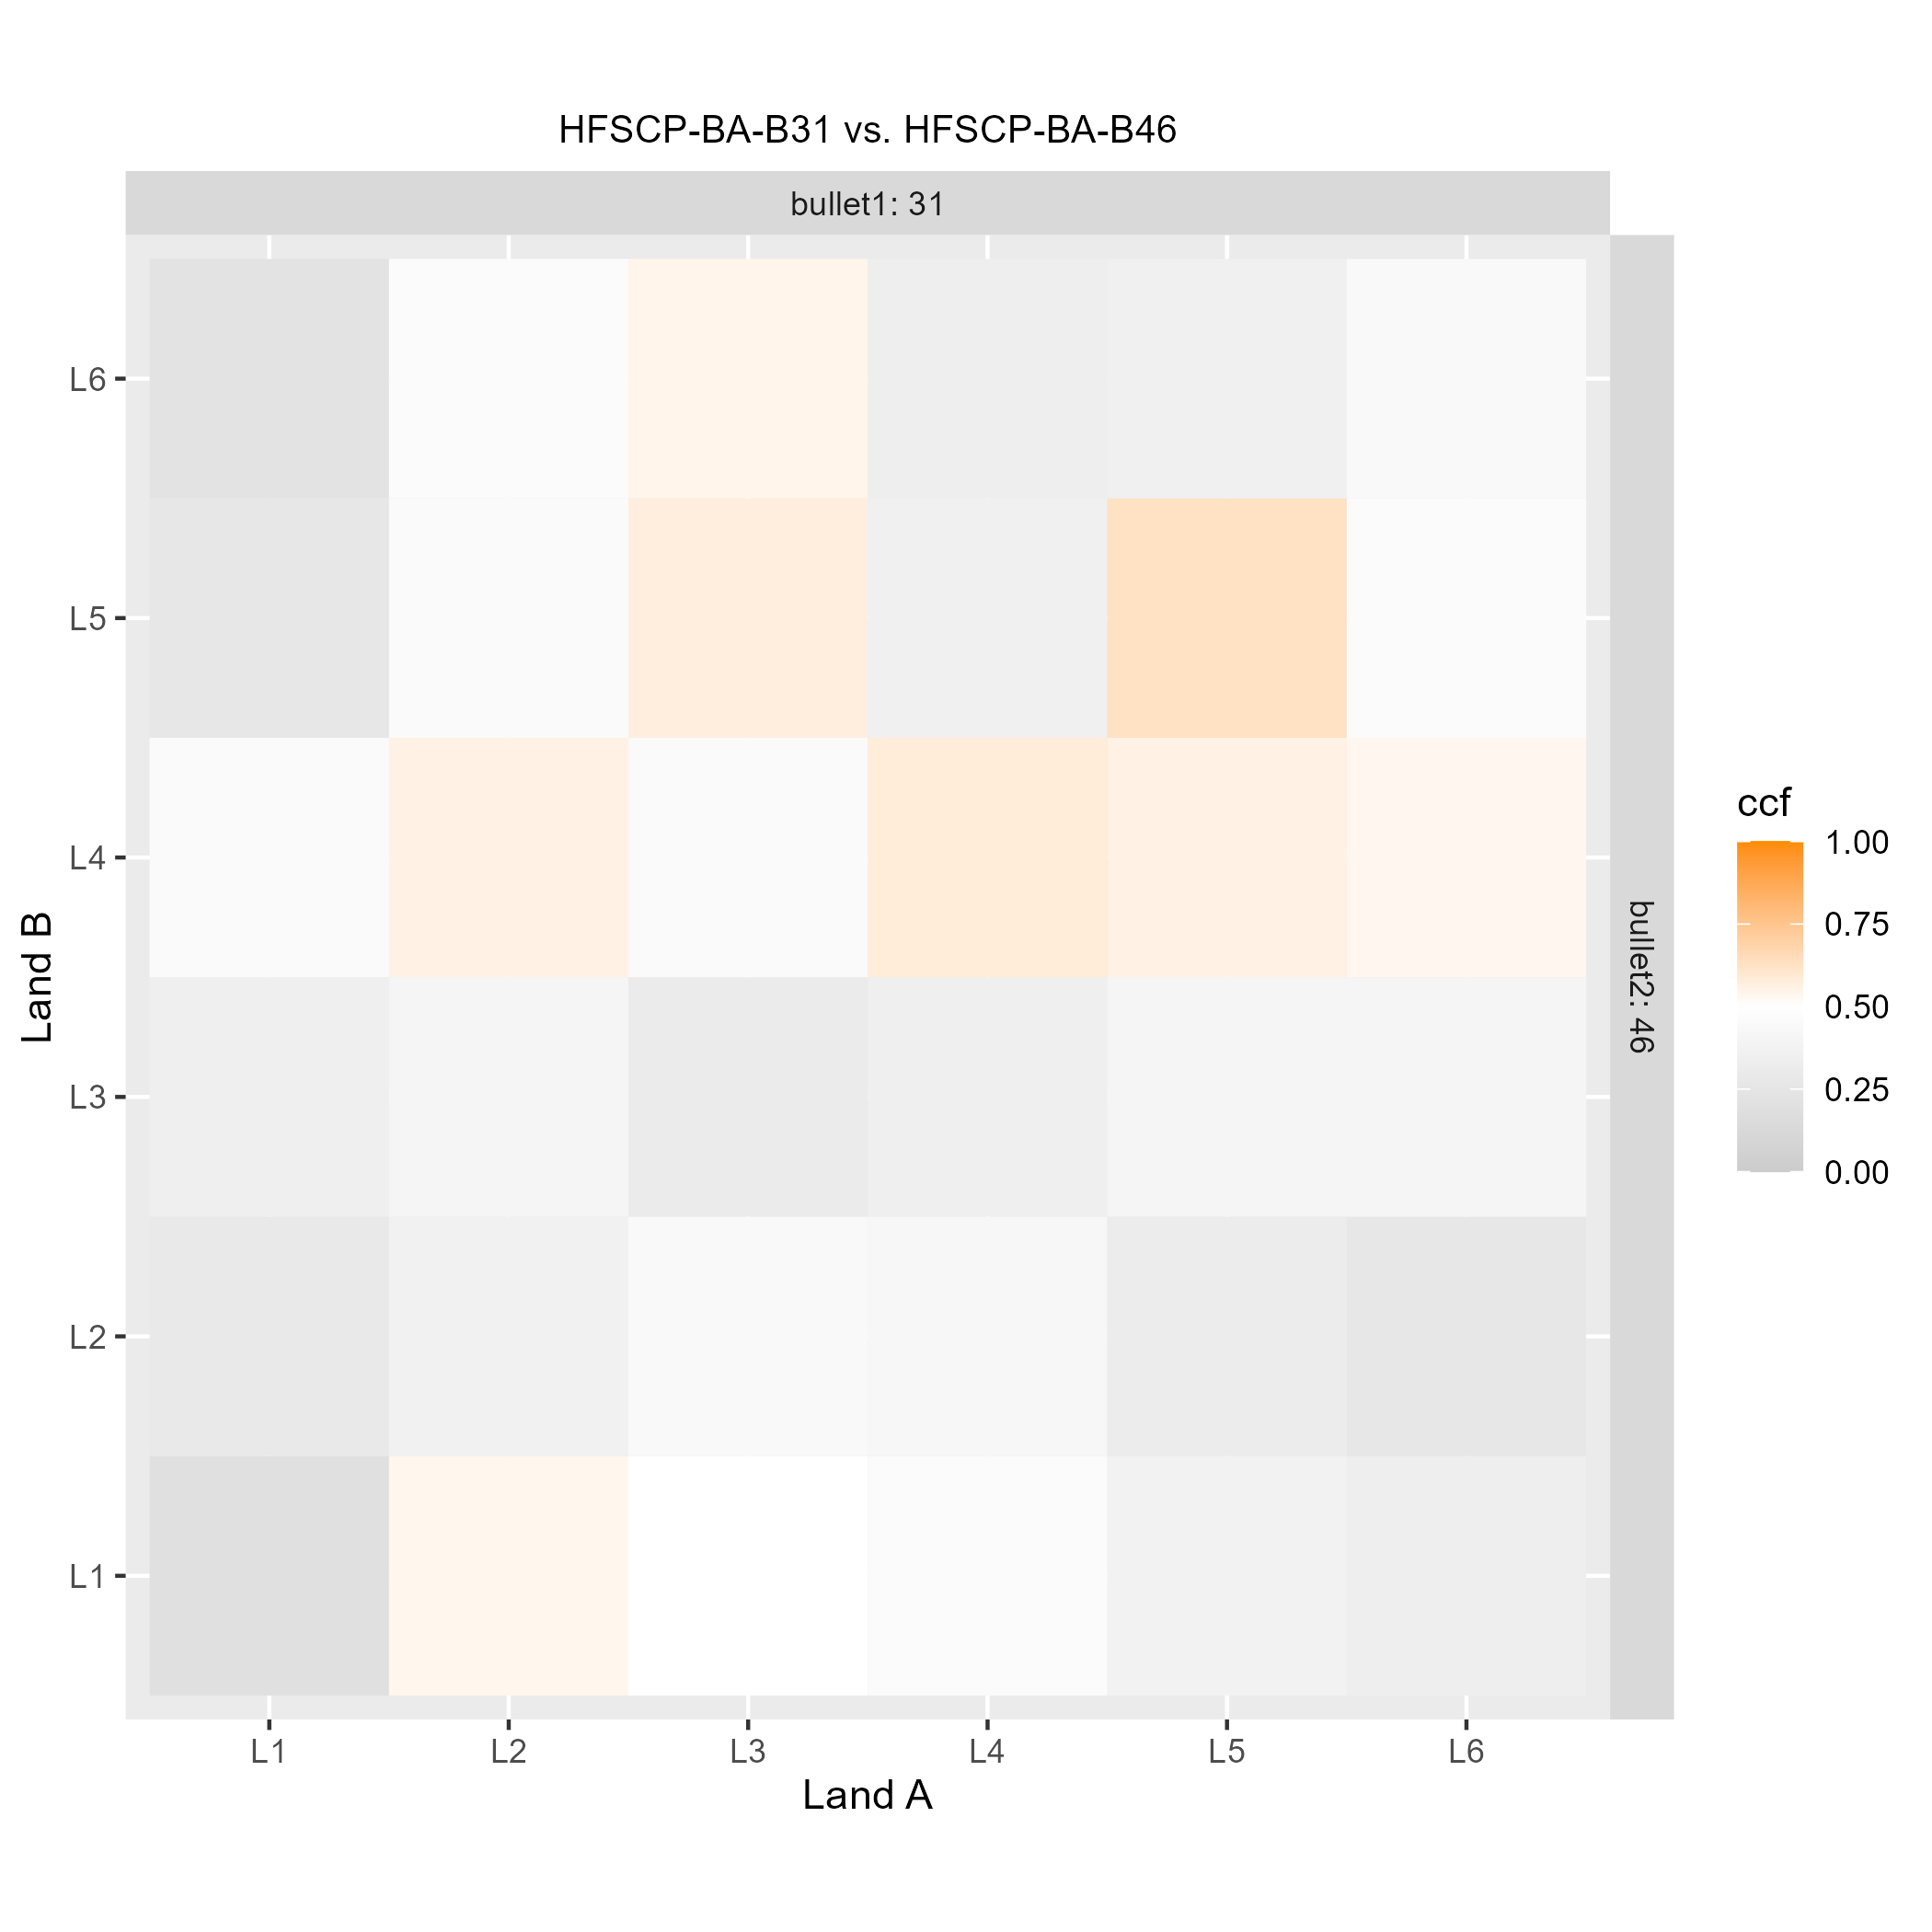 HFSCP-BA-B31 vs. HFSCP-BA-B46
bullet1: 31
L6
L5
L4
L3
L2
L1
Land B
bullet2: 46
L1 L2 L3 L4 L5 L6
Land A
ccf
1.00
0.75
0.50
0.25
0.00